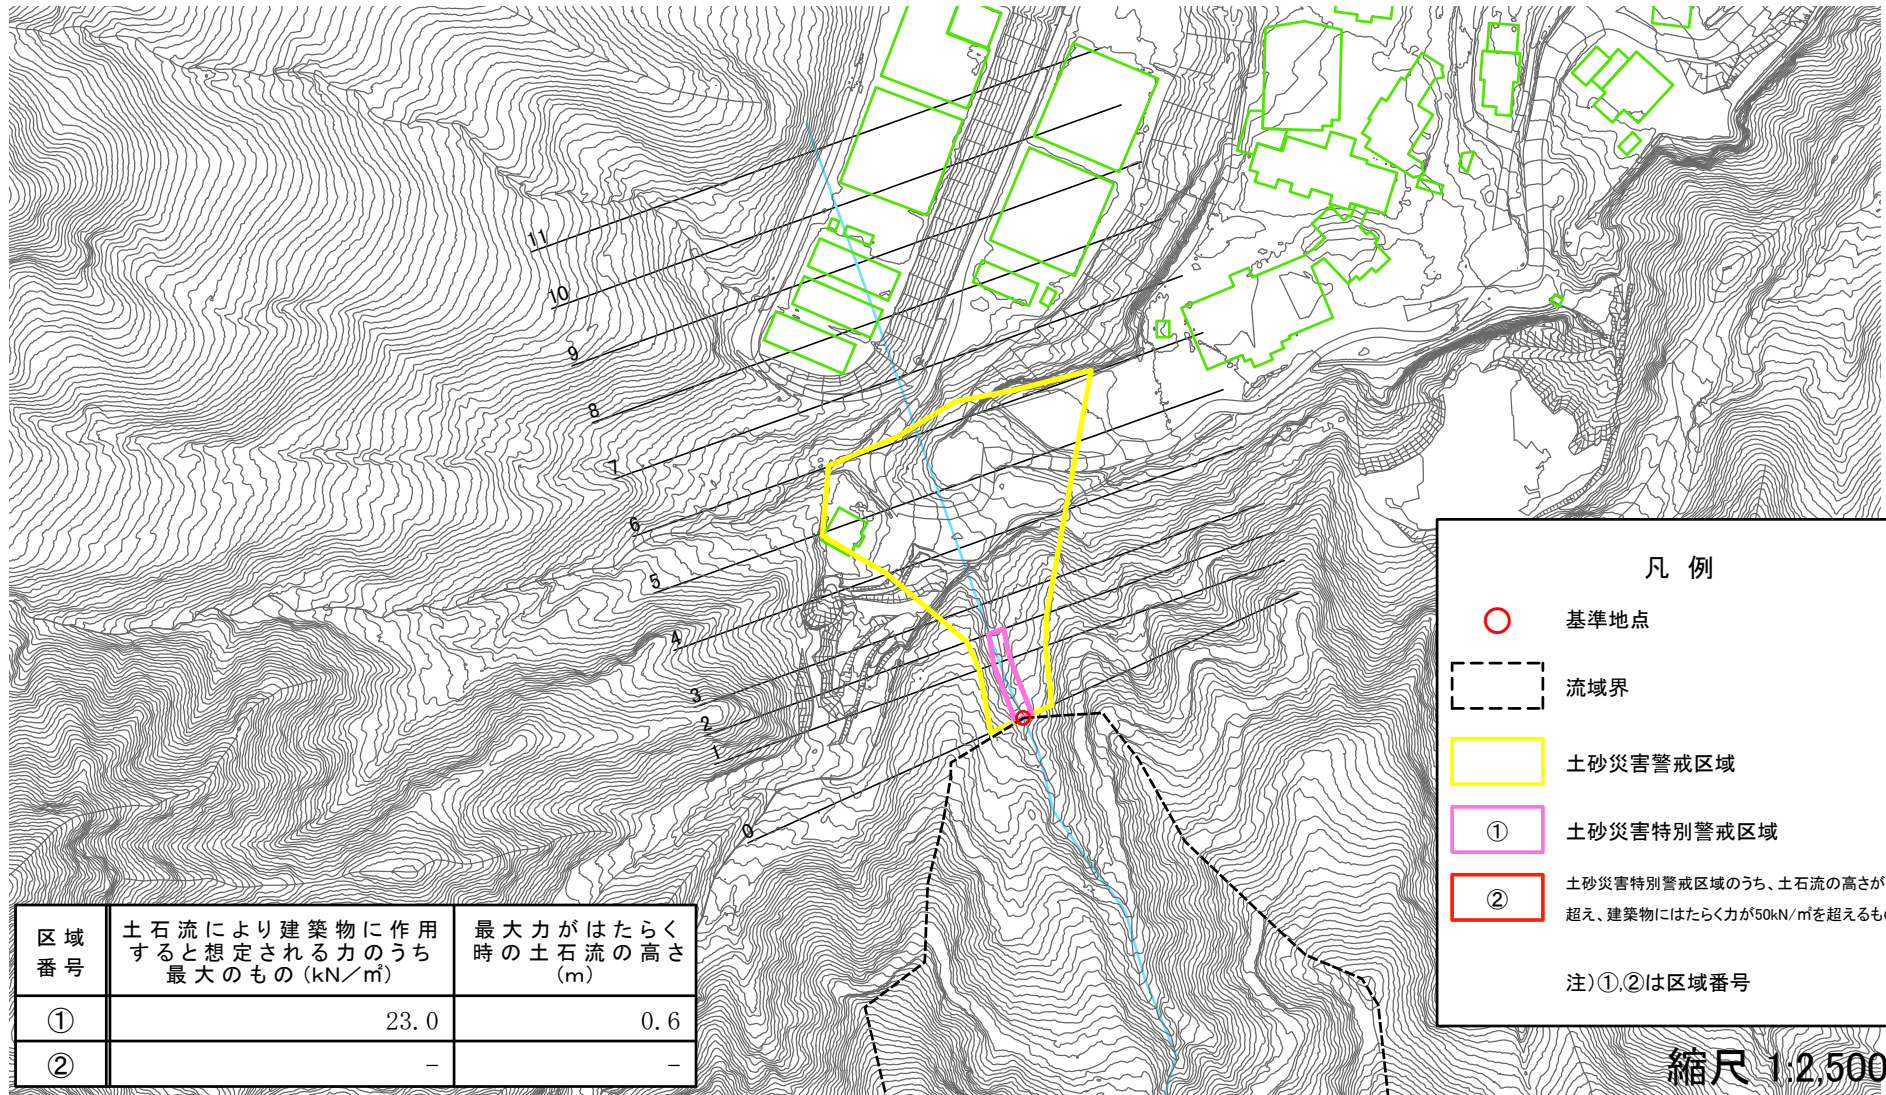 11
10
9
8
7
6
5
4
3
2
1
0
凡 例
基準地点
流域界
土砂災害警戒区域
① 土砂災害特別警戒区域
② 土砂災害特別警戒区域のうち、土石流の高さが
超え、建築物にはたらく力が50kN/㎡を超えるも
注)①,②は区域番号
縮尺 1:2,500
区域
番号
土石流により建築物に作用
すると想定される力のうち
最大のもの(kN/㎡)
最大力がはたらく
時の土石流の高さ
(m)
① 23.0 0.6
② － －